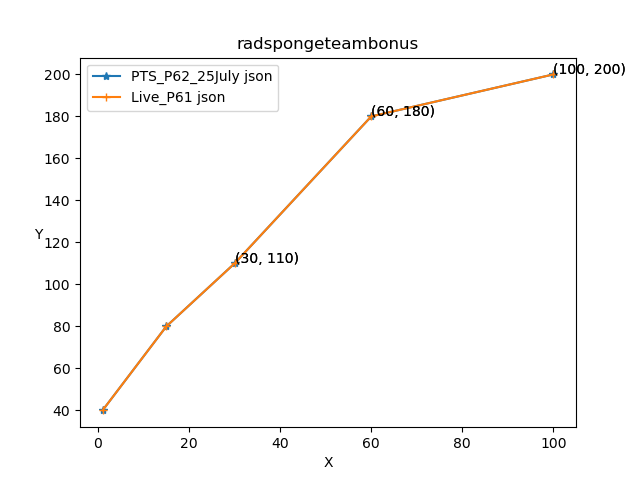 radspongeteambonus
PTS_P62_25July json
Live_P61 json
(100, 200)
(60, 180)
(30, 110)
200
180
160
140
120
100
80
60
40
Y
0 20 40 60 80 100
X